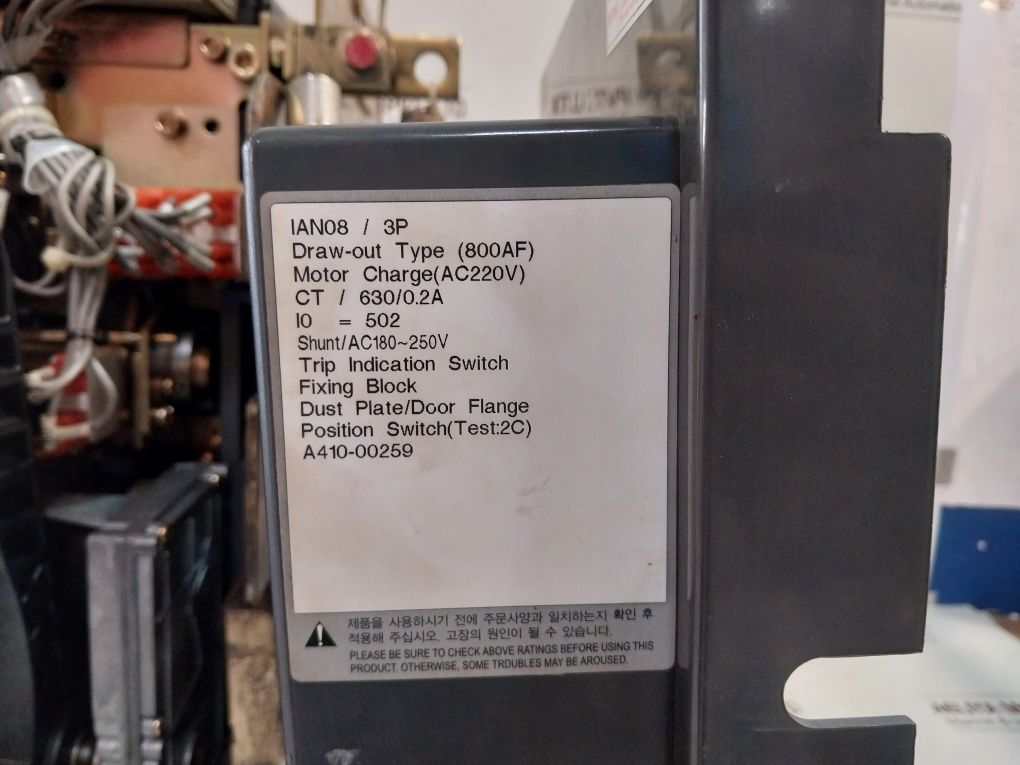 IAN08 / 3P
Draw-out Type (800AF)
Motor Charge(AC220V)
CT / 630/0.2A
I0 = 502
Shunt/AC180~250V
Trip Indication Switch
Fixing Block
Dust Plate/Door Flange
Position Switch(Test:2C)
A410-00259
제품을 사용하시기 전에 주문사양과 일치하는지 확인 후
적용해 주십시오. 고장의 원인이 될 수 있습니다.
PLEASE BE SURE TO CHECK ABOVE RATINGS BEFORE USING THIS
PRODUCT. OTHERWISE, SOME TRDUBLES MAY BE AROUSED.